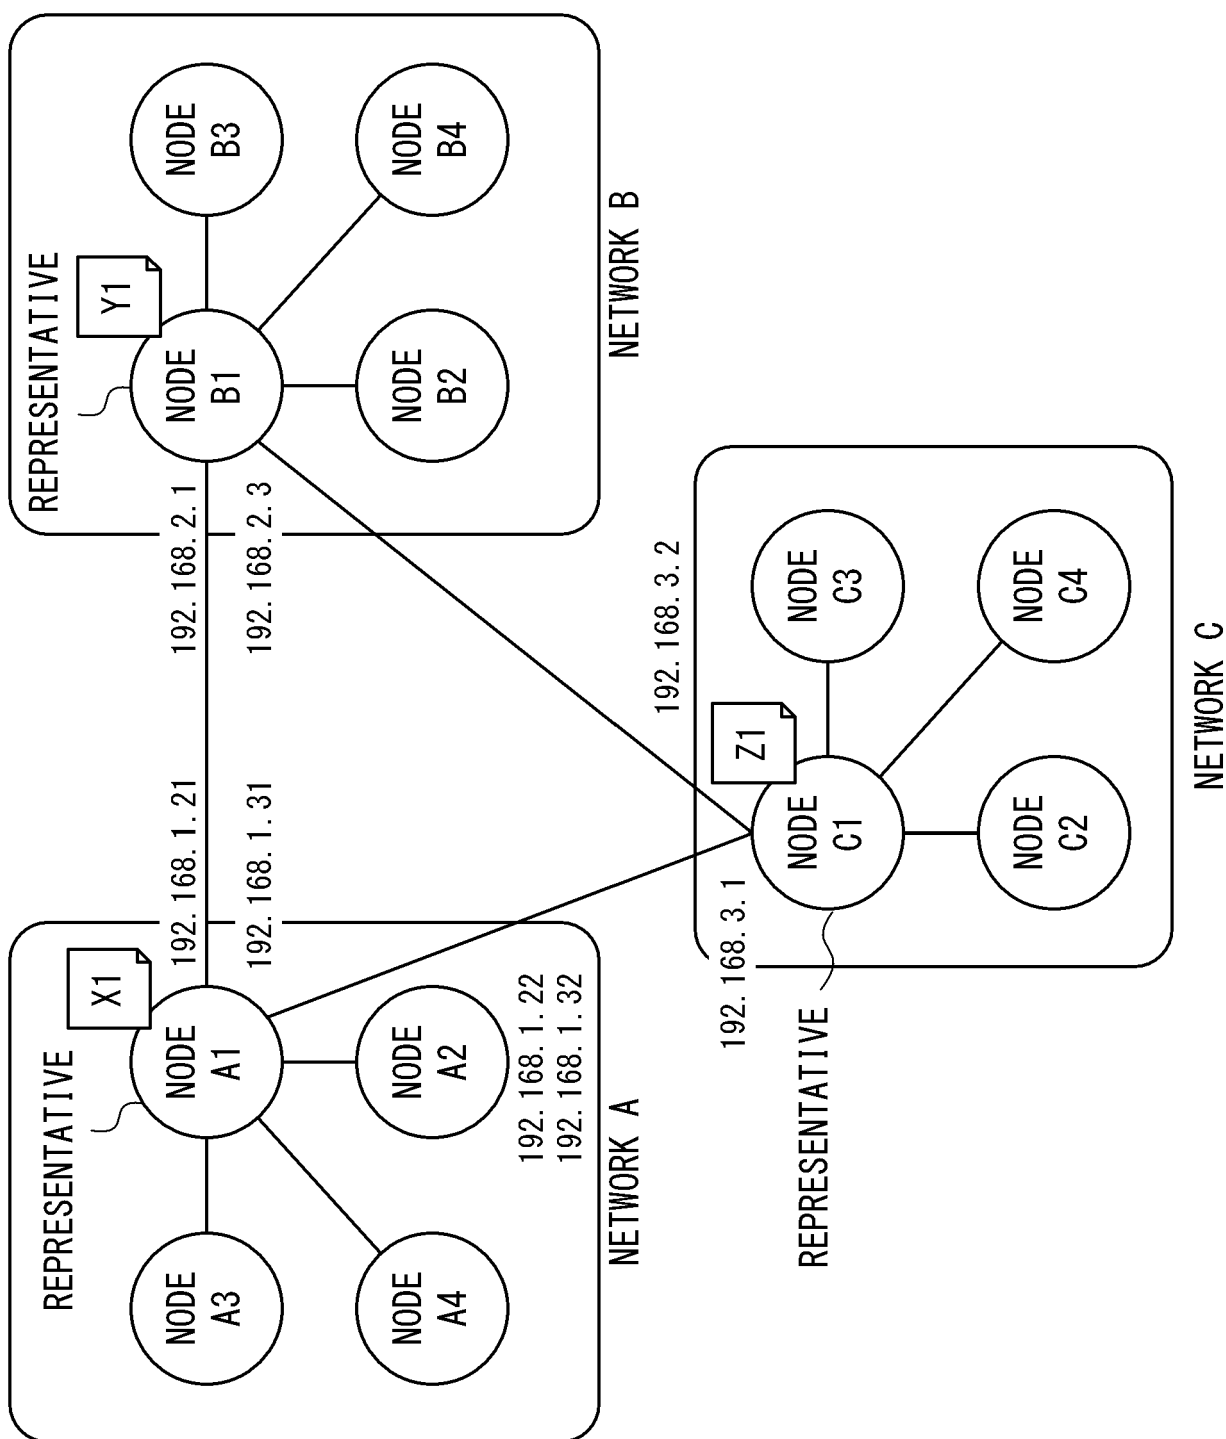 REPRESENTATIVE
X1
NODE
A1
NODE
A3
NODE
A4
NODE
A2
192.168.1.21
192.168.1.31
192.168.1.22
192.168.1.32
NETWORK A
REPRESENTATIVE
Y1
NODE
B1
NODE
B3
NODE
B2
NODE
B4
192.168.2.1
192.168.2.3
NETWORK B
192.168.3.1
192.168.3.2
REPRESENTATIVE
Z1
NODE
C1
NODE
C3
NODE
C2
NODE
C4
NETWORK C